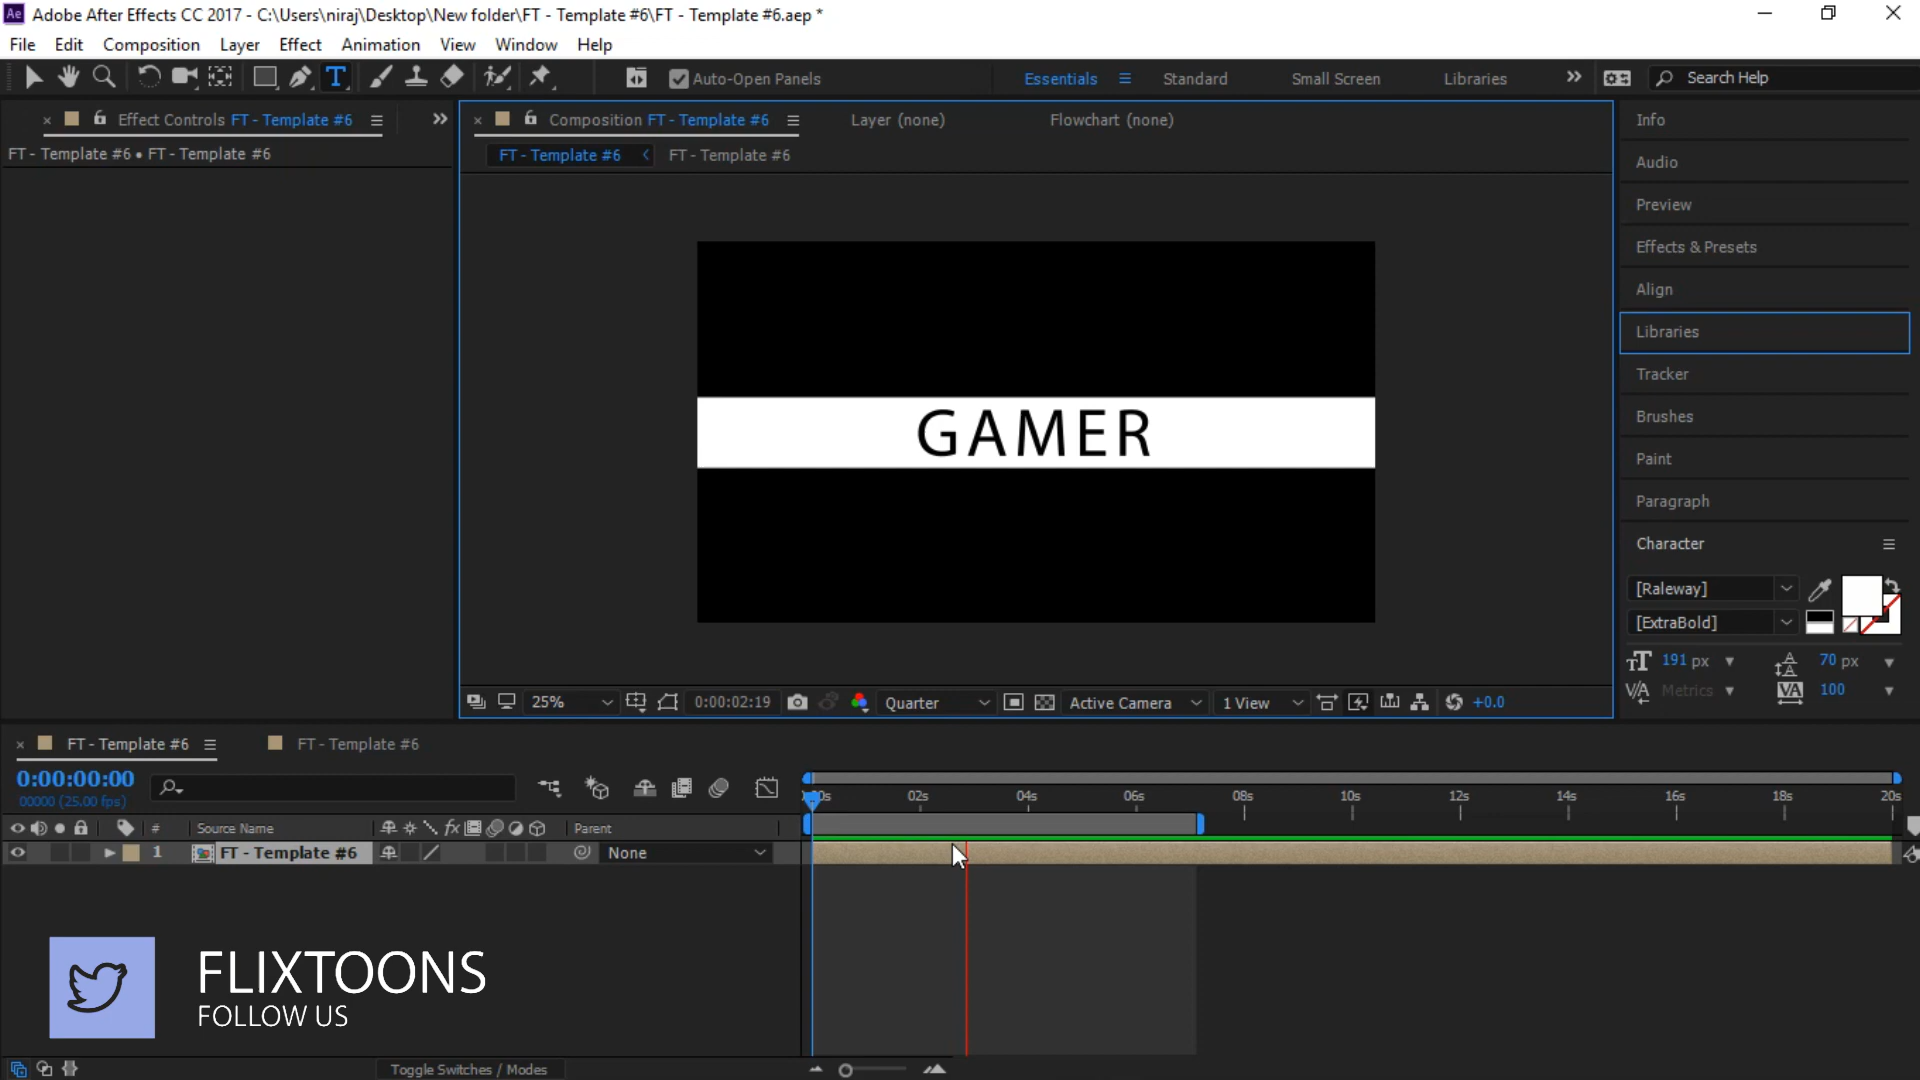 Ae Adobe After Effects CC 2017 - C:\Users\niraj\Desktop\New folder\FT - Template #6\FT - Template #6.aep *
File Edit Composition Layer Effect Animation View Window Help
T Auto-Open Panels Essentials Standard Small Screen Libraries Search Help
Effect Controls FT - Template #6 Composition FT - Template #6 Layer (none) Flowchart (none) Info
FT - Template #6 • FT - Template #6 FT - Template #6 FT - Template #6
Audio
Preview
Effects & Presets
Align
Libraries
Tracker
Brushes
GAMER
Paint
Paragraph
Character
[Raleway]
[ExtraBold]
191 px 70 px
Metrics 100
25% 0:00:02:19 Quarter Active Camera 1 View +0.0
FT - Template #6 FT - Template #6
0:00:00:00
00000 (25.00 fps)
02s 04s 06s 08s 10s 12s 14s 16s 18s 20s
# Source Name fx Parent
1 FT - Template #6 None
FLIXTOONS
FOLLOW US
Toggle Switches / Modes